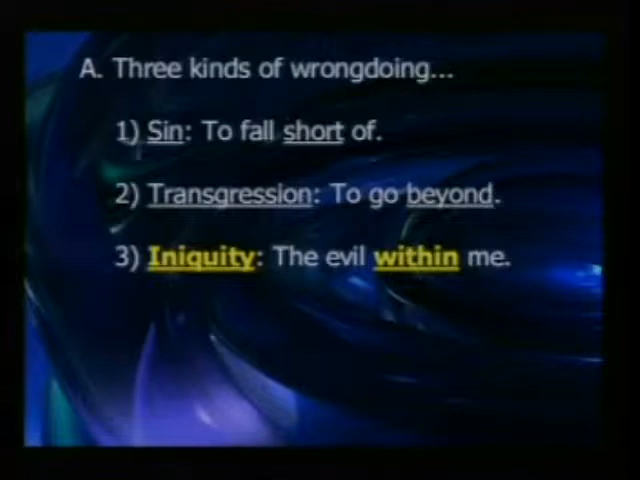 A. Three kinds of wrongdoing...
1) Sin: To fall short of.
2) Transgression: To go beyond.
3) Iniquity: The evil within me.